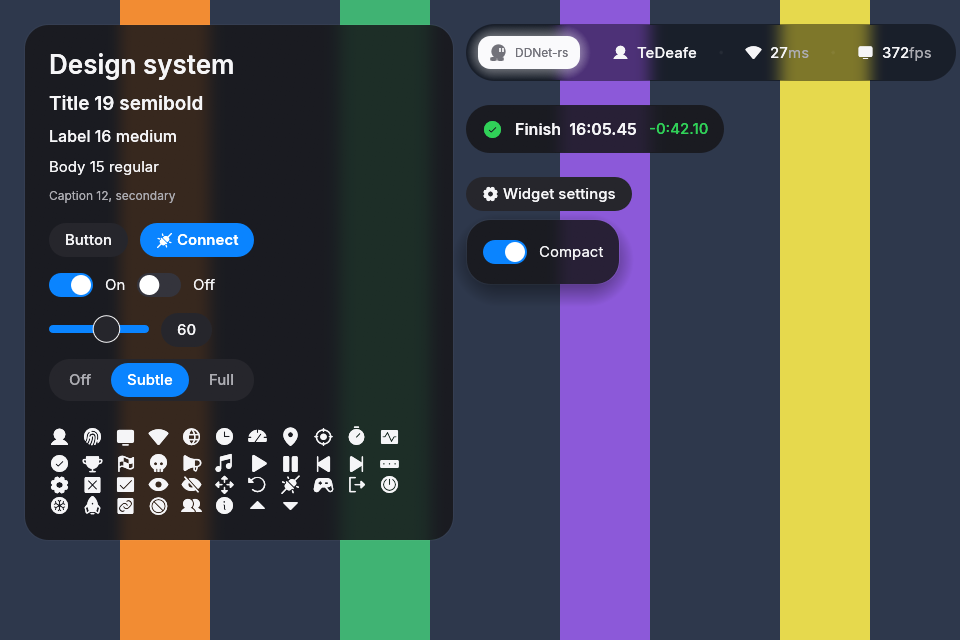 Design system
Title 19 semibold
Label 16 medium
Body 15 regular
Caption 12, secondary
Button
Connect
On
Off
60
Off
Subtle
Full
DDNet-rs
TeDeafe
27ms
372fps
Finish 16:05.45 -0:42.10
Widget settings
Compact